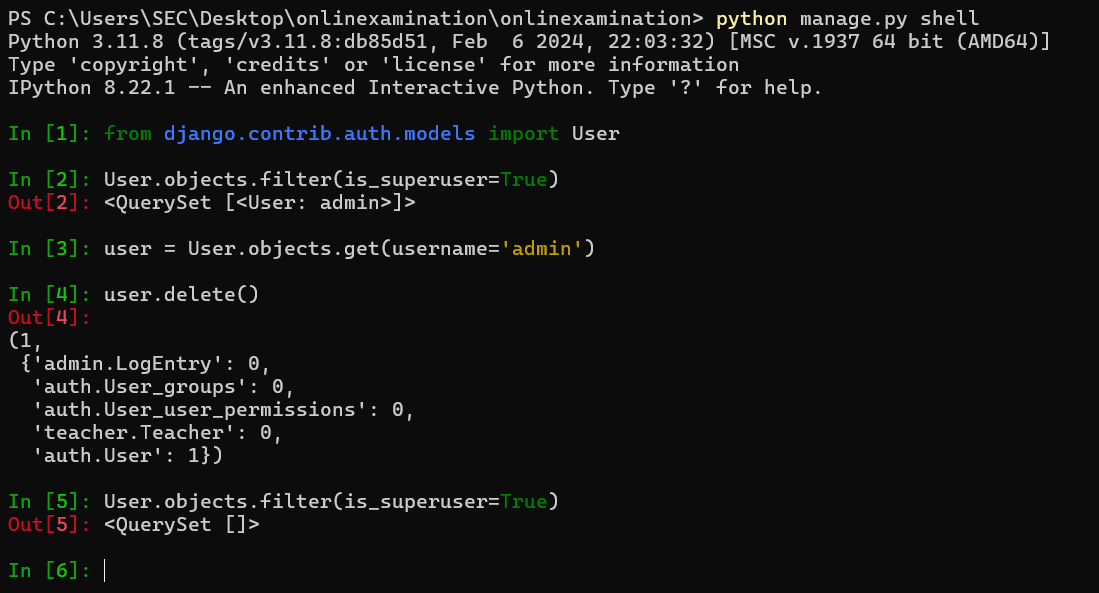 PS C:\Users\SEC\Desktop\onlinexamination\onlinexamination> python manage.py shell
Python 3.11.8 (tags/v3.11.8:db85d51, Feb  6 2024, 22:03:32) [MSC v.1937 64 bit (AMD64)]
Type 'copyright', 'credits' or 'license' for more information
IPython 8.22.1 -- An enhanced Interactive Python. Type '?' for help.
In [1]: from django.contrib.auth.models import User
In [2]: User.objects.filter(is_superuser=True)
Out[2]: <QuerySet [<User: admin>]>
In [3]: user = User.objects.get(username='admin')
In [4]: user.delete()
Out[4]:
(1,
 {'admin.LogEntry': 0,
  'auth.User_groups': 0,
  'auth.User_user_permissions': 0,
  'teacher.Teacher': 0,
  'auth.User': 1})
In [5]: User.objects.filter(is_superuser=True)
Out[5]: <QuerySet []>
In [6]: